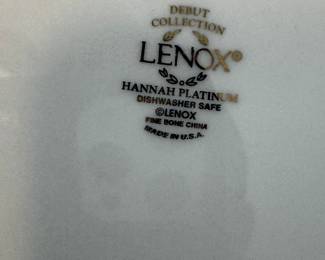 DEBUT
COLLECTION
LENOX®
HANNAH PLATINUM
DISHWASHER SAFE
©LENOX
FINE BONE CHINA
MADE IN U.S.A.